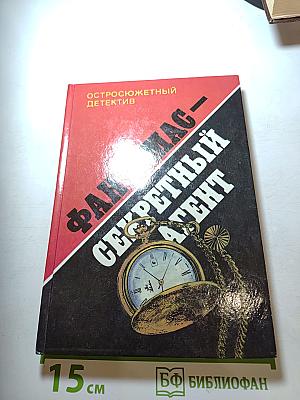 ОСТРОСЮЖЕТНЫЙ
ДЕТЕКТИВ
ФАНТОМАС—
СЕКРЕТНЫЙ
АГЕНТ
15 см
БФ БИБЛИОФАН